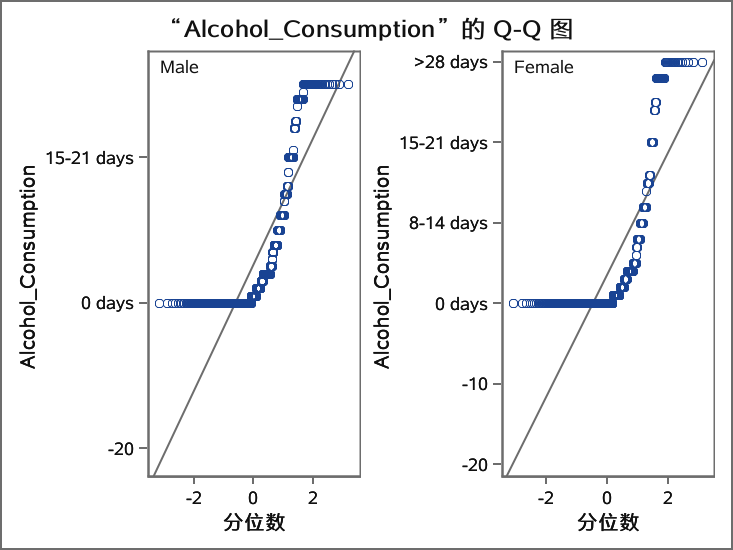 “Alcohol_Consumption”的 Q-Q 图
Male
Alcohol_Consumption
15-21 days
0 days
-20
-2 0 2
分位数
Female
Alcohol_Consumption
>28 days
15-21 days
8-14 days
0 days
-10
-20
-2 0 2
分位数